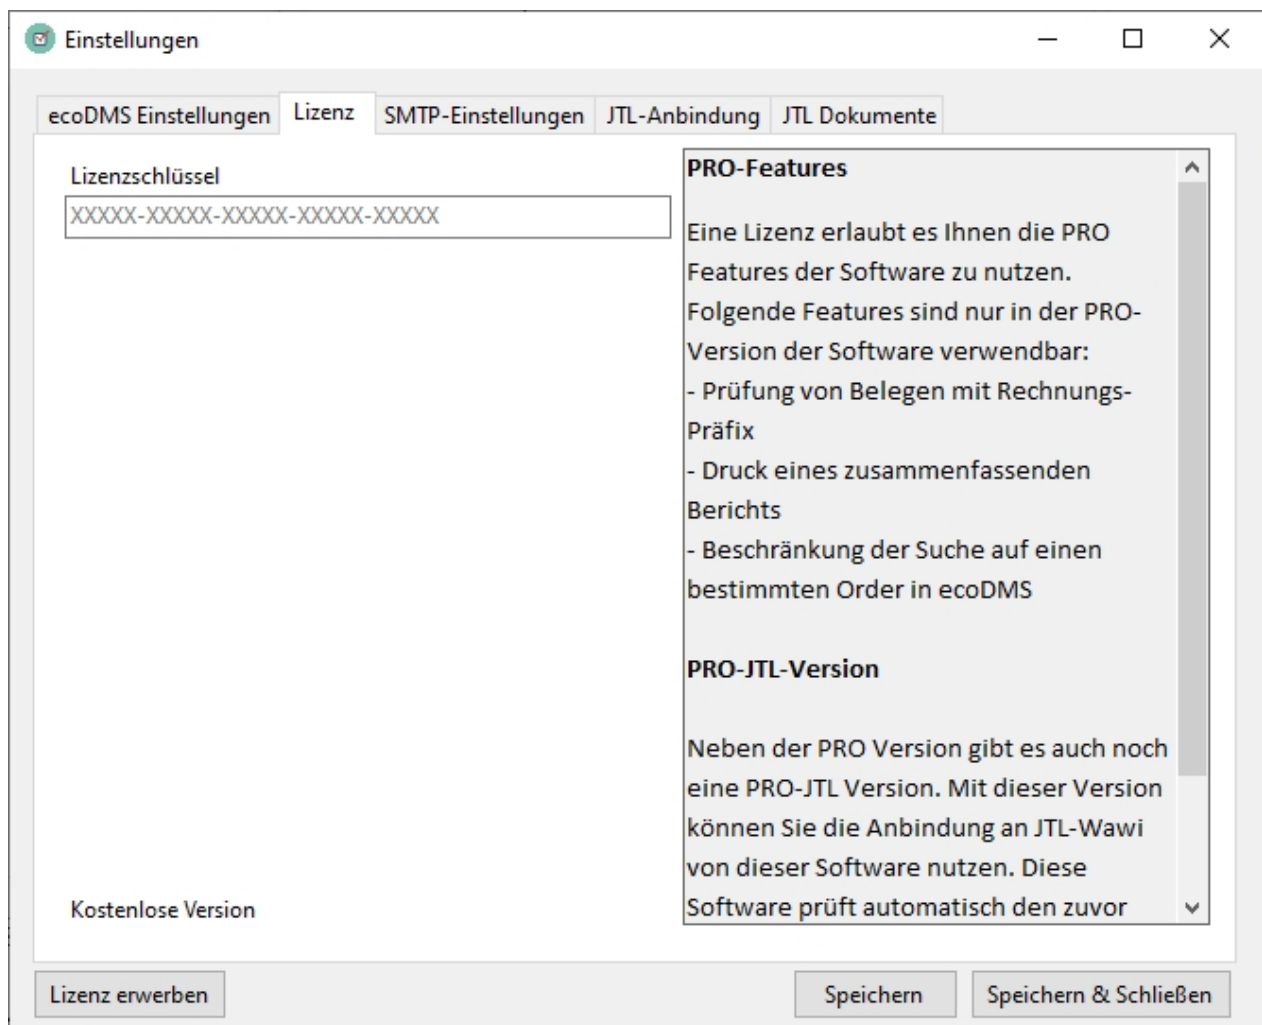 Einstellungen
ecoDMS Einstellungen Lizenz SMTP-Einstellungen JTL-Anbindung JTL Dokumente
Lizenzschlüssel
XXXXX-XXXXX-XXXXX-XXXXX-XXXXX
Kostenlose Version
PRO-Features
Eine Lizenz erlaubt es Ihnen die PRO
Features der Software zu nutzen.
Folgende Features sind nur in der PRO-
Version der Software verwendbar:
- Prüfung von Belegen mit Rechnungs-
Präfix
- Druck eines zusammenfassenden
Berichts
- Beschränkung der Suche auf einen
bestimmten Order in ecoDMS
PRO-JTL-Version
Neben der PRO Version gibt es auch noch
eine PRO-JTL Version. Mit dieser Version
können Sie die Anbindung an JTL-Wawi
von dieser Software nutzen. Diese
Software prüft automatisch den zuvor
Lizenz erwerben Speichern Speichern & Schließen